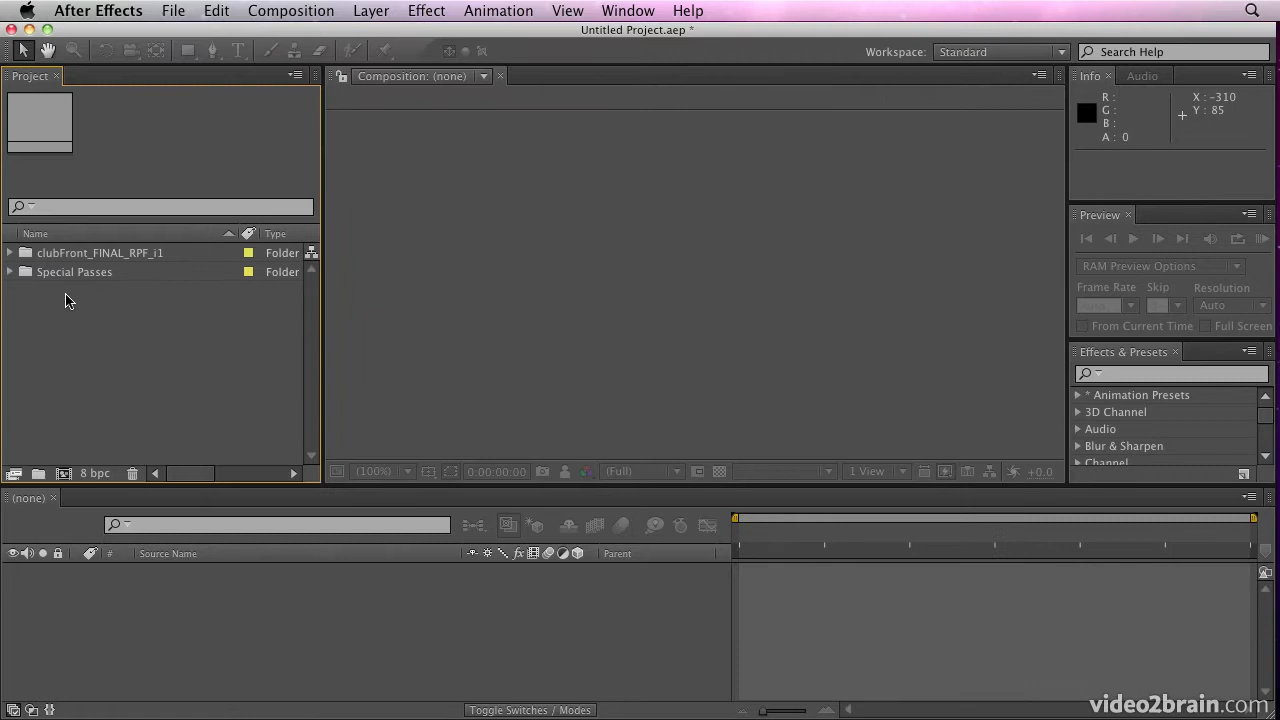 After Effects File Edit Composition Layer Effect Animation View Window Help
Untitled Project.aep *
Workspace: Standard Search Help
Project Composition: (none) Info Audio
R : X : -310
G : Y : 85
B :
A : 0
Preview
Name Type
clubFront_FINAL_RPF_i1 Folder
Special Passes Folder
RAM Preview Options
Frame Rate Skip Resolution
Auto
From Current Time Full Screen
Effects & Presets
* Animation Presets
3D Channel
Audio
Blur & Sharpen
Channel
8 bpc (100%) 0:00:00:00 (Full) 1 View +0.0
(none)
# Source Name fx Parent
Toggle Switches / Modes
video2brain.com